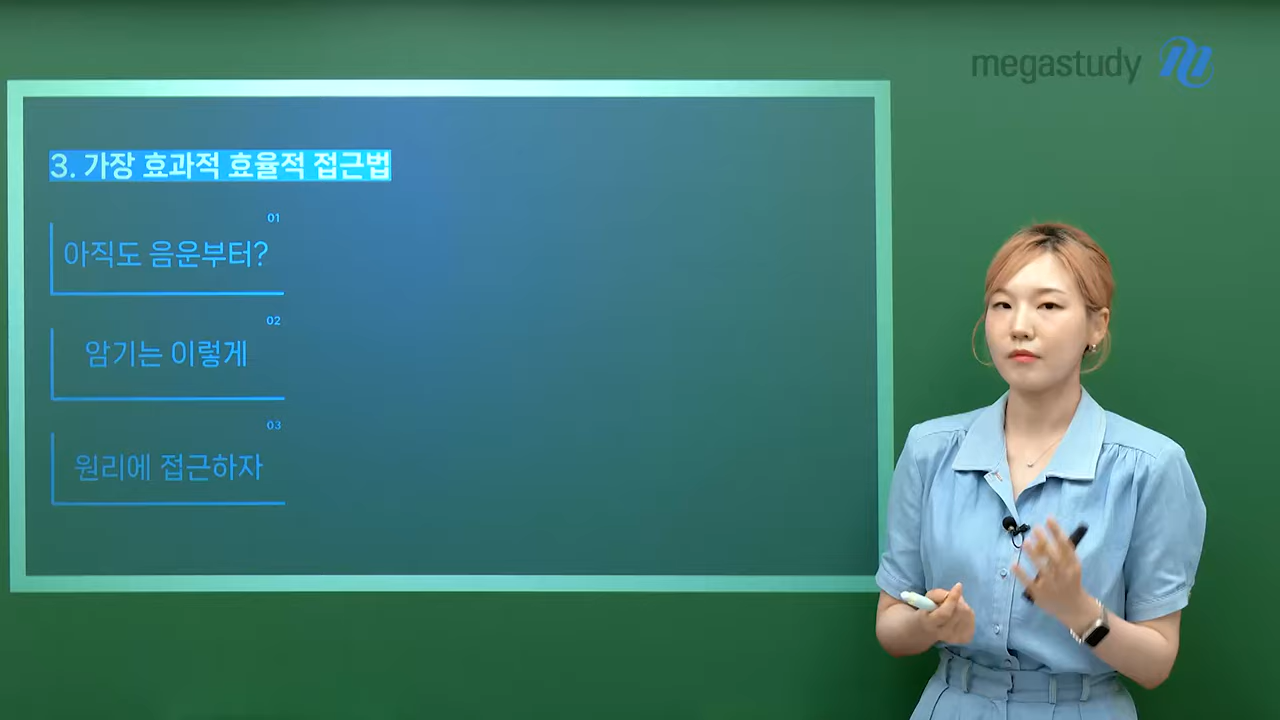 megastudy
3. 가장 효과적 효율적 접근법
01
아직도 음운부터?
02
암기는 이렇게
03
원리에 접근하자